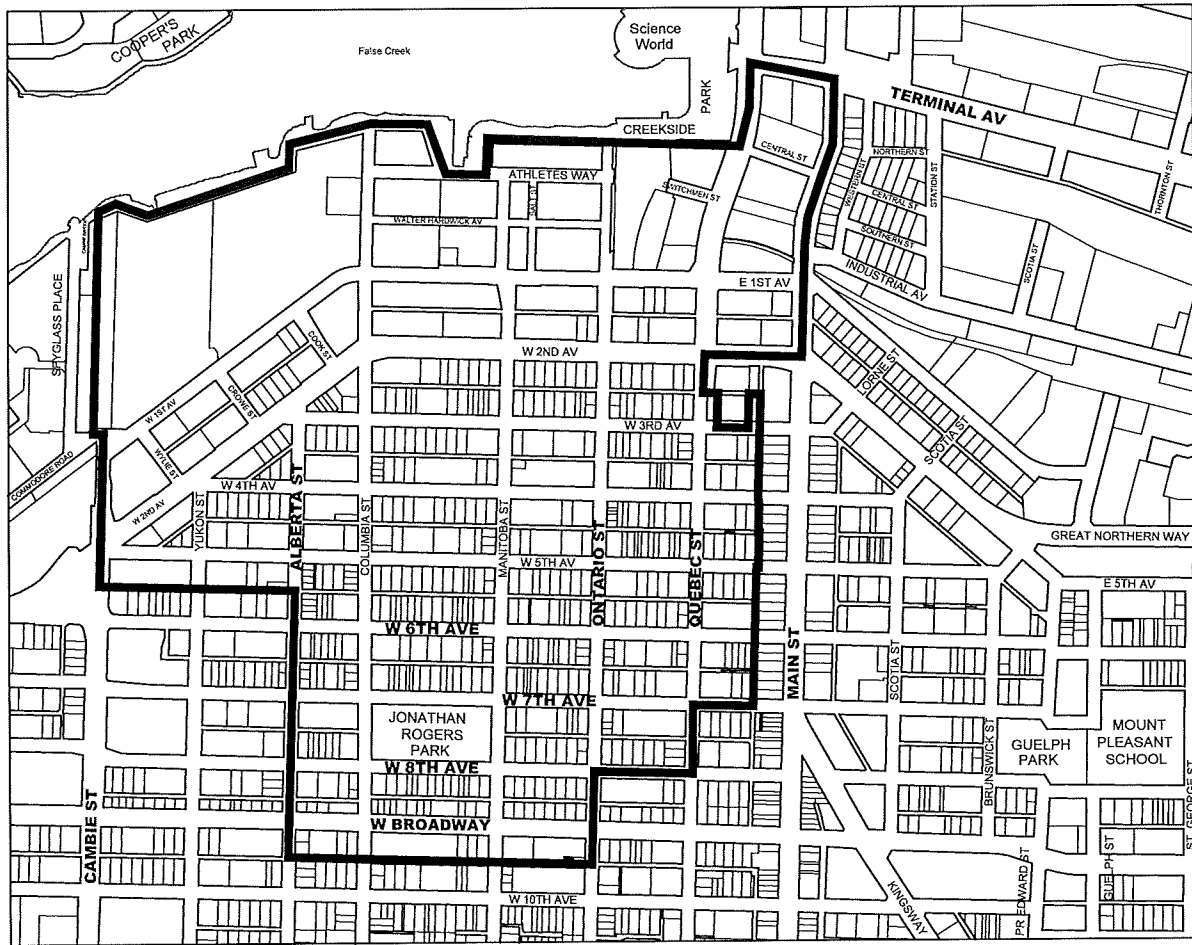 COOPER'S
PARK
False Creek
Science
World
PARK
CREEKSIDE
TERMINAL AV
NORTHERN ST
WESTERN ST
CENTRAL ST
SOUTHERN ST
STATION ST
THORNTON ST
SCOTIA ST
INDUSTRIAL AV
CENTRAL ST
SWITCHMEN ST
ATHLETES WAY
SALT ST
WALTER HARDWICK AV
E 1ST AV
SPYGLASS PLACE
W 1ST AV
COOK ST
CROWE ST
WYLIE ST
COMMODORE ROAD
W 2ND AV
W 2ND AV
LORNE ST
SCOTIA ST
W 3RD AV
W 4TH AV
YUKON ST
ALBERTA ST
COLUMBIA ST
MANITOBA ST
ONTARIO ST
QUEBEC ST
MAIN ST
GREAT NORTHERN WAY
W 5TH AV
E 5TH AV
W 6TH AVE
SCOTIA ST
W 7TH AVE
JONATHAN
ROGERS
PARK
GUELPH
PARK
MOUNT
PLEASANT
SCHOOL
BRUNSWICK ST
W 8TH AVE
CAMBIE ST
W BROADWAY
ST. GEORGE ST
GUELPH ST
PR. EDWARD ST
KINGSWAY
W 10TH AVE